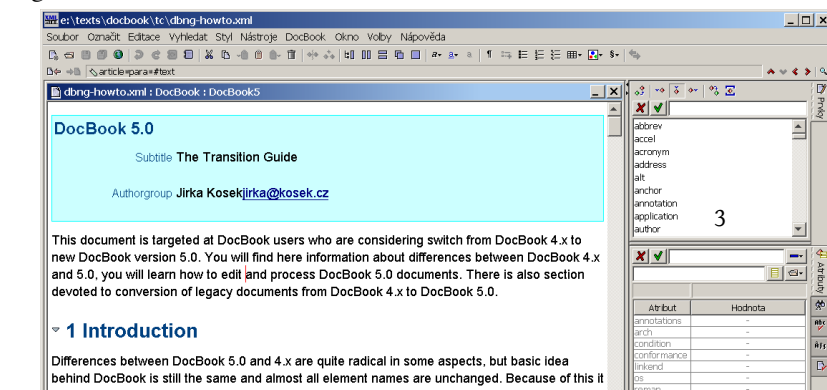 e:\texts\docbook\tc\dbng-howto.xml
Soubor Označit Editace Vyhledat Styl Nástroje DocBook Okno Volby Nápověda
article▸para▸#text
dbng-howto.xml : DocBook : DocBook5
DocBook 5.0
Subtitle The Transition Guide
Authorgroup Jirka Kosekjirka@kosek.cz
This document is targeted at DocBook users who are considering switch from DocBook 4.x to
new DocBook version 5.0. You will find here information about differences between DocBook 4.x
and 5.0, you will learn how to edit and process DocBook 5.0 documents. There is also section
devoted to conversion of legacy documents from DocBook 4.x to DocBook 5.0.
1 Introduction
Differences between DocBook 5.0 and 4.x are quite radical in some aspects, but basic idea
behind DocBook is still the same and almost all element names are unchanged. Because of this it
Prvky
abbrev
accel
acronym
address
alt
anchor
annotation
application
author
3
Atributy
Atribut Hodnota
annotations -
arch -
condition -
conformance -
linkend -
os -